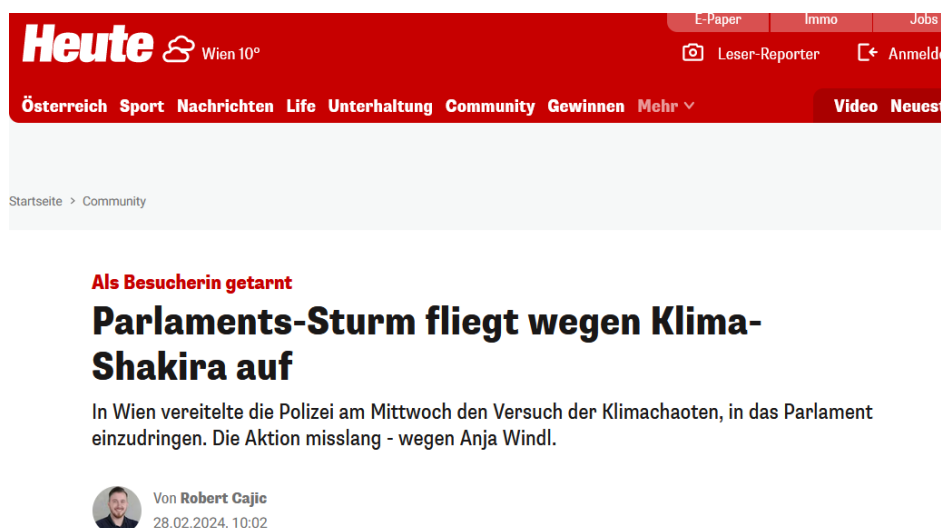 E-Paper Immo Jobs
Heute Wien 10° Leser-Reporter
Österreich Sport Nachrichten Life Unterhaltung Community Gewinnen Mehr Video
Startseite > Community
Als Besucherin getarnt
Parlaments-Sturm fliegt wegen Klima-
Shakira auf
In Wien vereitelte die Polizei am Mittwoch den Versuch der Klimachaoten, in das Parlament
einzudringen. Die Aktion misslang - wegen Anja Windl.
Von Robert Cajic
28.02.2024, 10:02